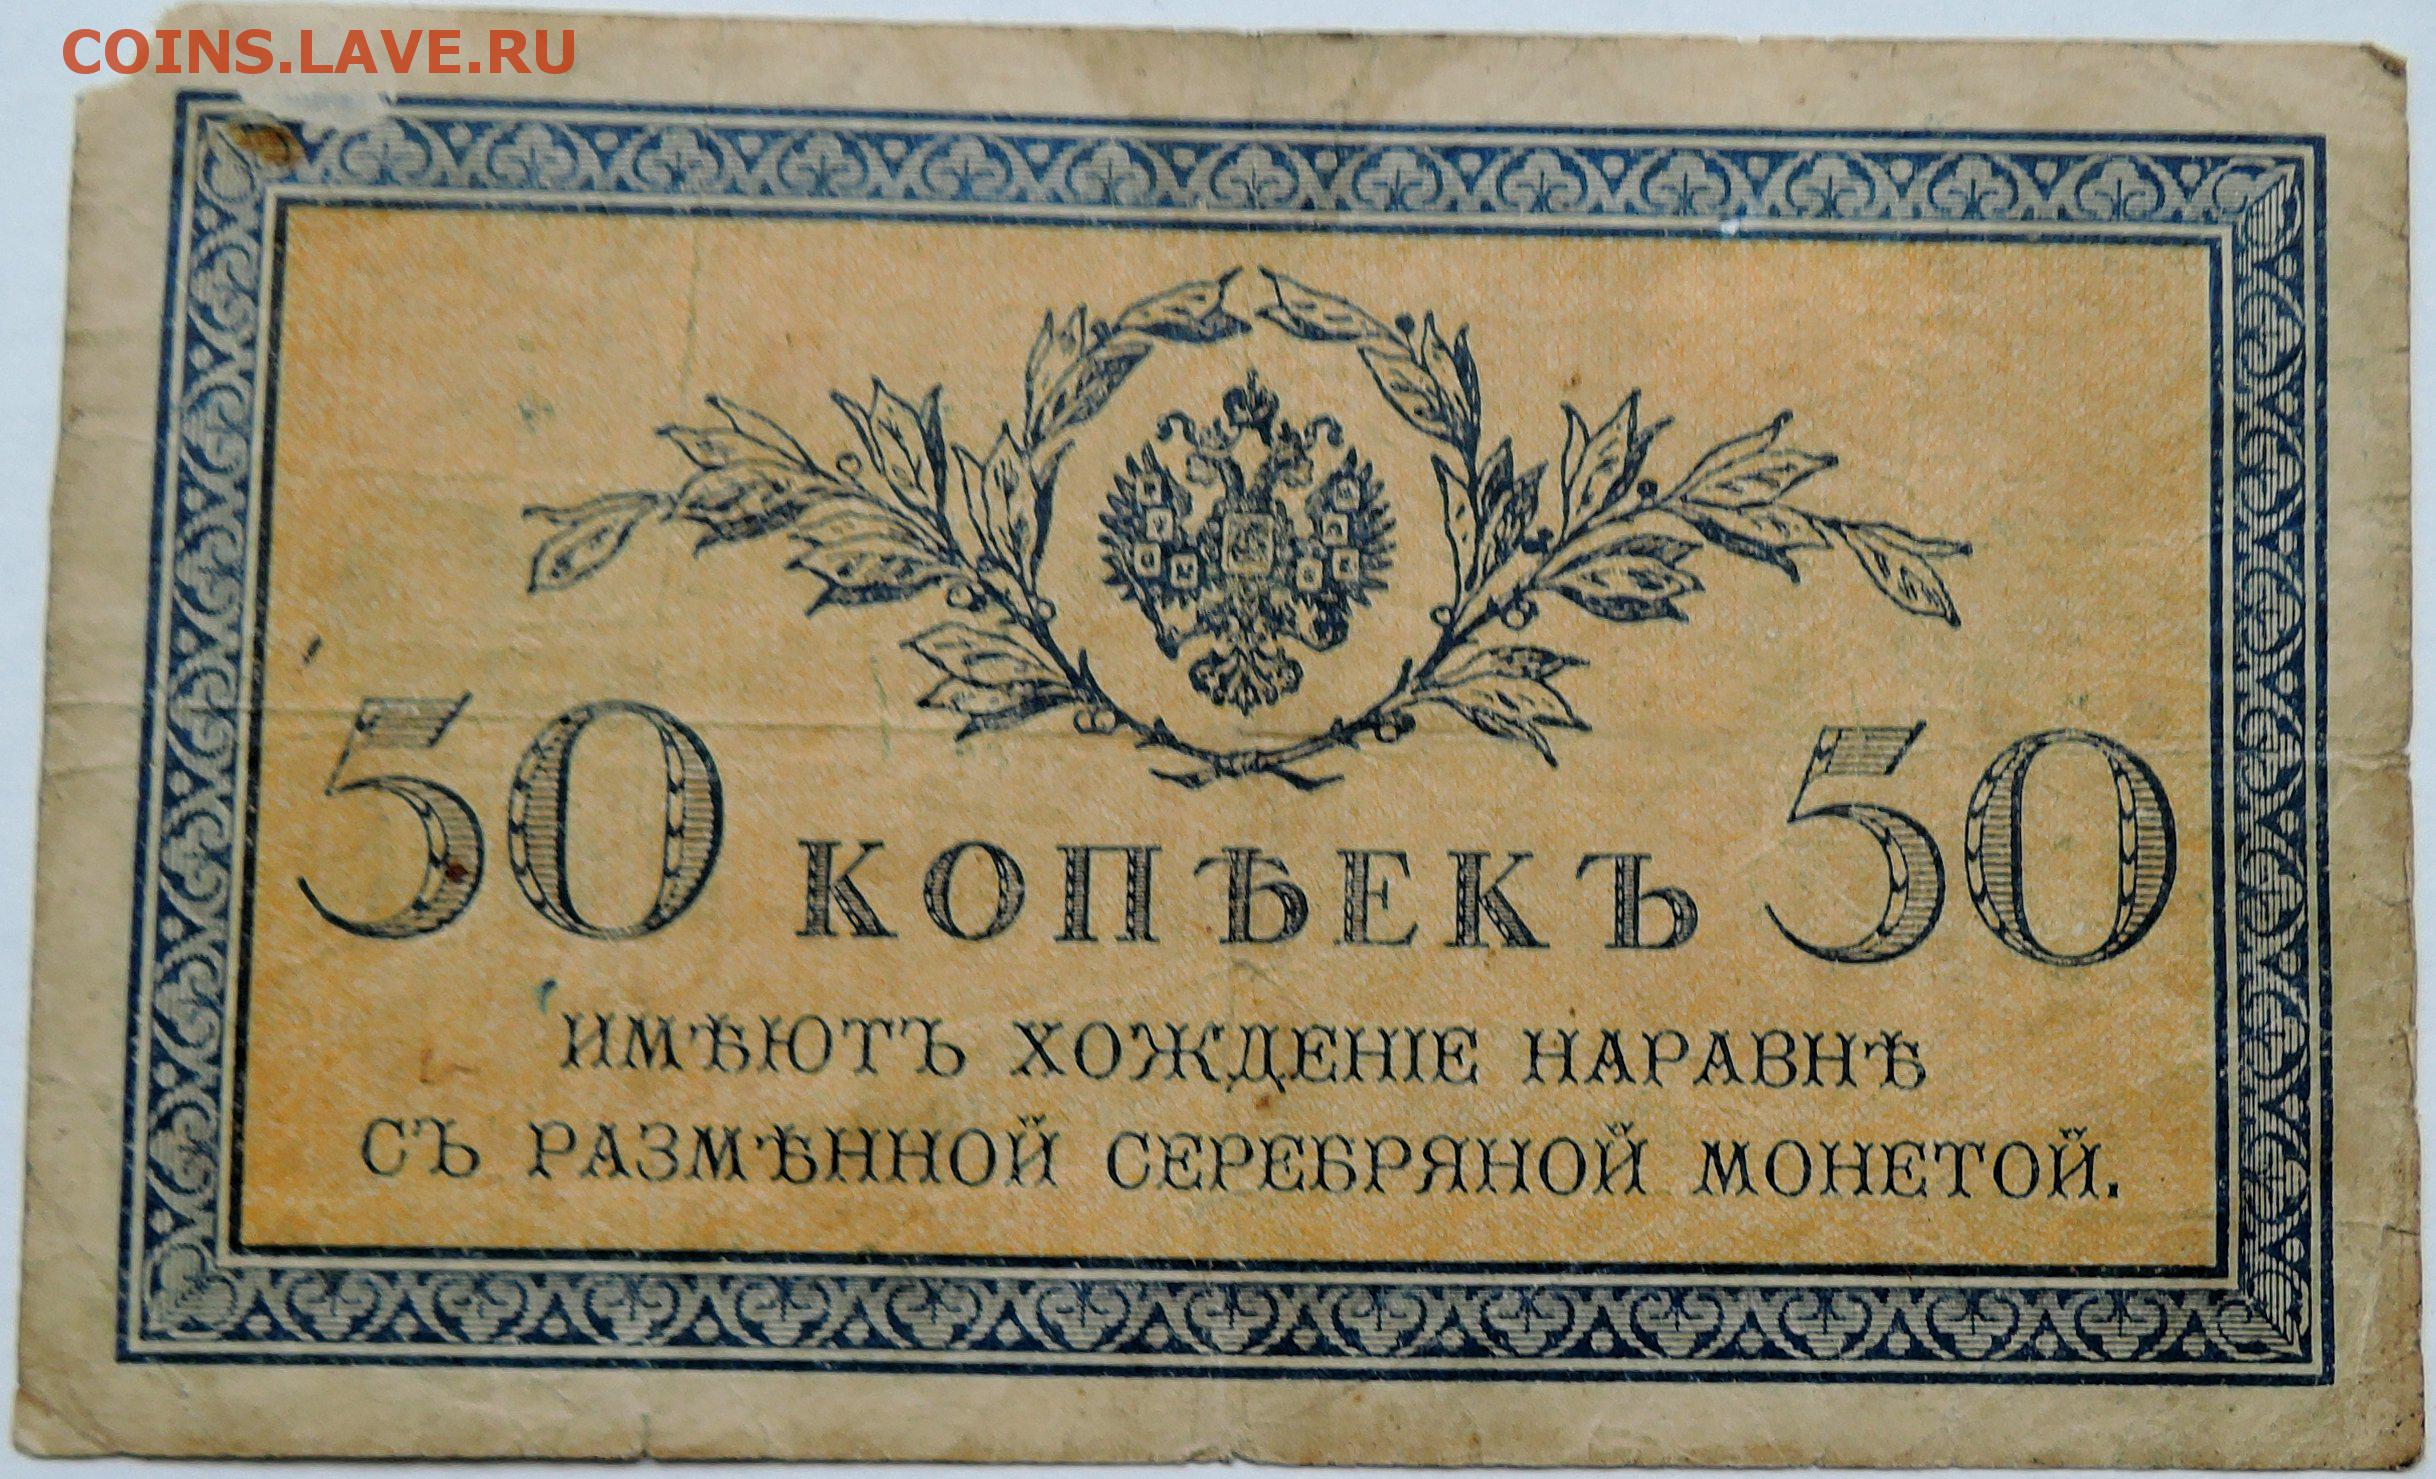 COINS.LAVE.RU
50 КОПѢЕКЪ 50
ИМѢЮТЪ ХОЖДЕНІЕ НАРАВНѢ
СЪ РАЗМѢННОЙ СЕРЕБРЯНОЙ МОНЕТОЙ.